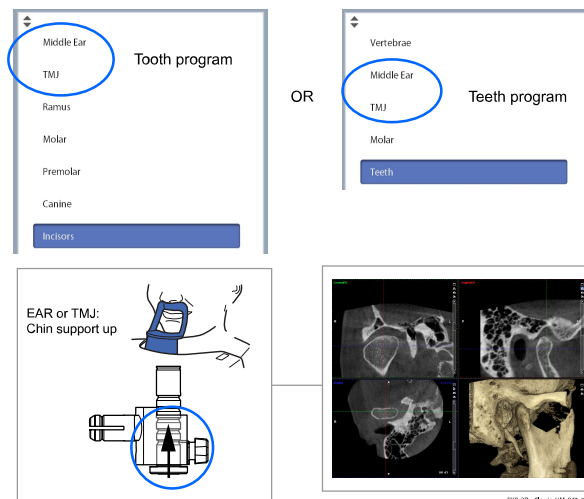 Middle Ear
TMJ
Ramus
Molar
Premolar
Canine
Incisors
Tooth program
OR
Vertebrae
Middle Ear
TMJ
Molar
Teeth
Teeth program
EAR or TMJ:
Chin support up